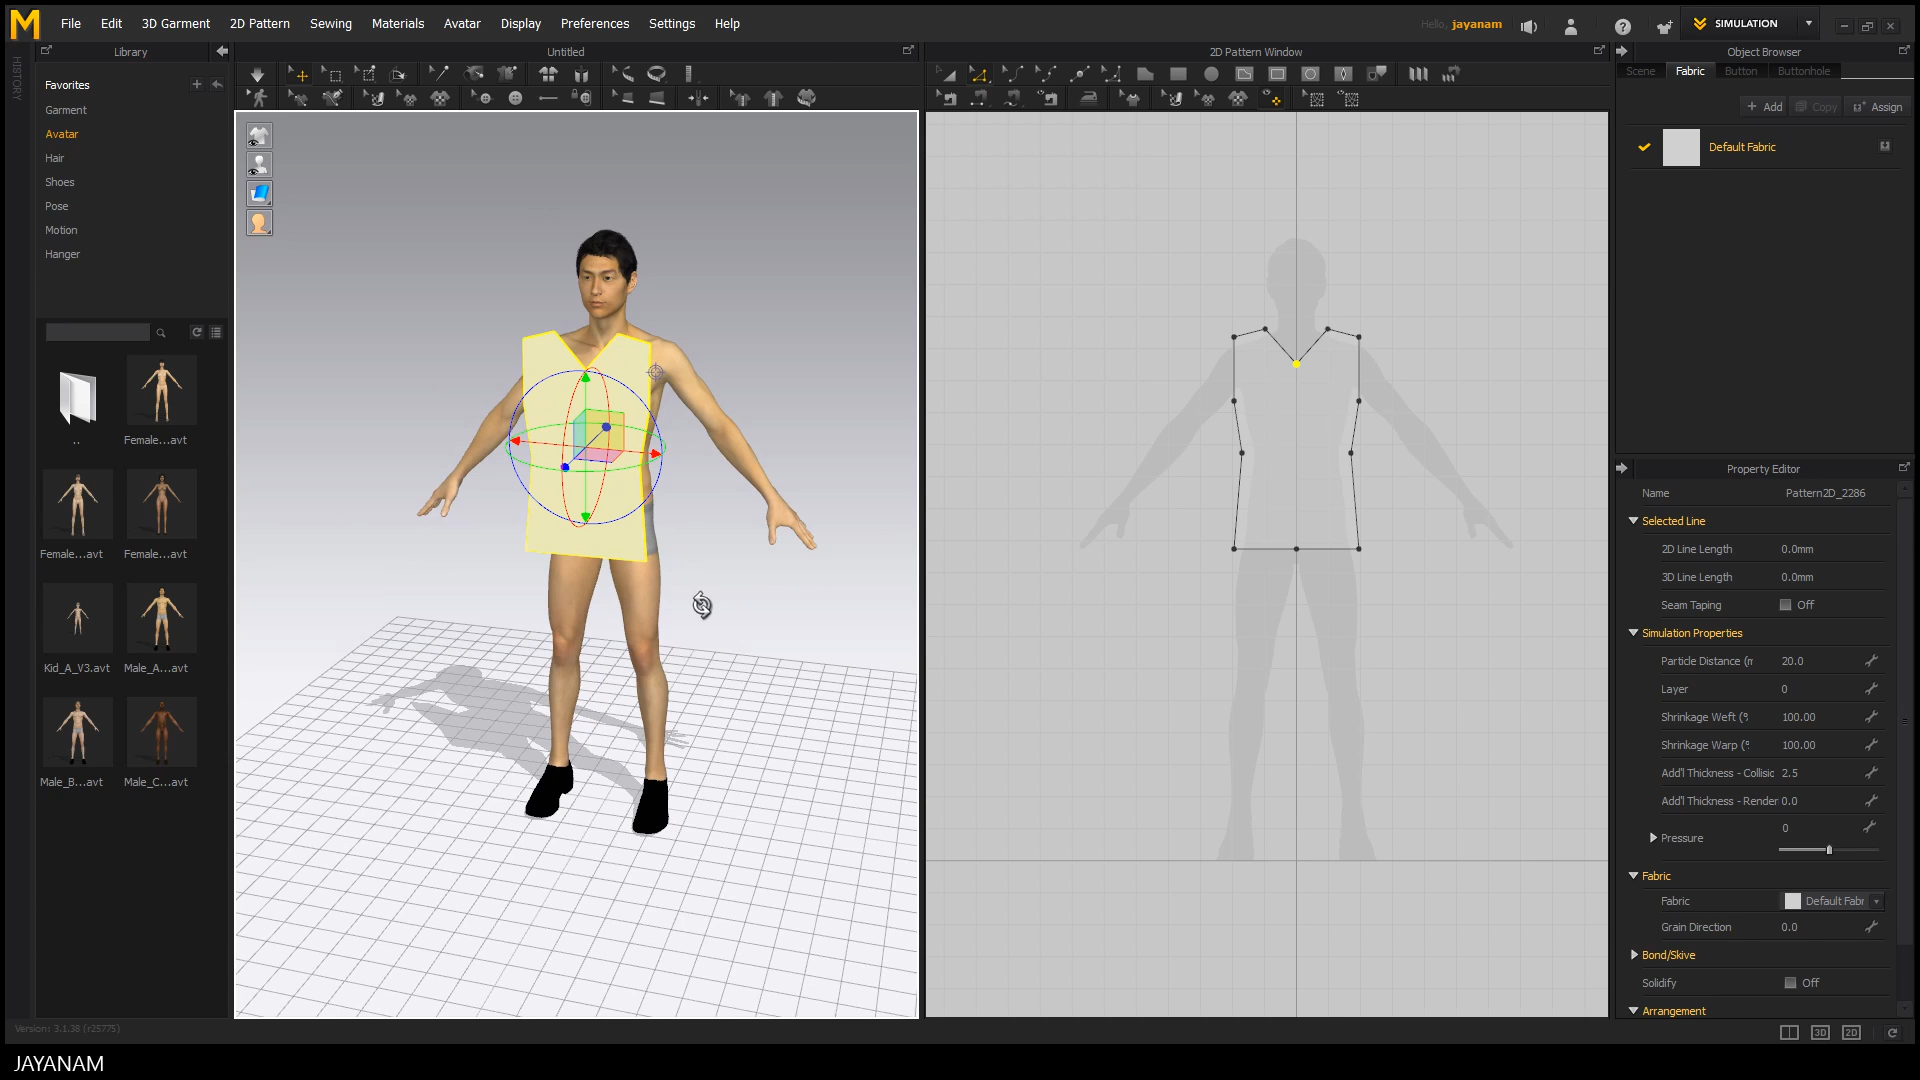 M File Edit 3D Garment 2D Pattern Sewing Materials Avatar Display Preferences Settings Help
Hello, jayanam
SIMULATION
HISTORY
Library
Untitled
2D Pattern Window
Object Browser
Favorites
Garment
Avatar
Hair
Shoes
Pose
Motion
Hanger
..
Female...avt
Female...avt
Female...avt
Kid_A_V3.avt
Male_A...avt
Male_B...avt
Male_C...avt
Scene Fabric Button Buttonhole
+ Add Copy Assign
Default Fabric
Property Editor
Name Pattern2D_2286
Selected Line
2D Line Length 0.0mm
3D Line Length 0.0mm
Seam Taping Off
Simulation Properties
Particle Distance (m 20.0
Layer 0
Shrinkage Weft (% 100.00
Shrinkage Warp (% 100.00
Add'l Thickness - Collisic 2.5
Add'l Thickness - Render 0.0
Pressure 0
Fabric
Fabric Default Fabr
Grain Direction 0.0
Bond/Skive
Solidify Off
Arrangement
Version: 3.1.38 (r25775)
3D 2D
JAYANAM